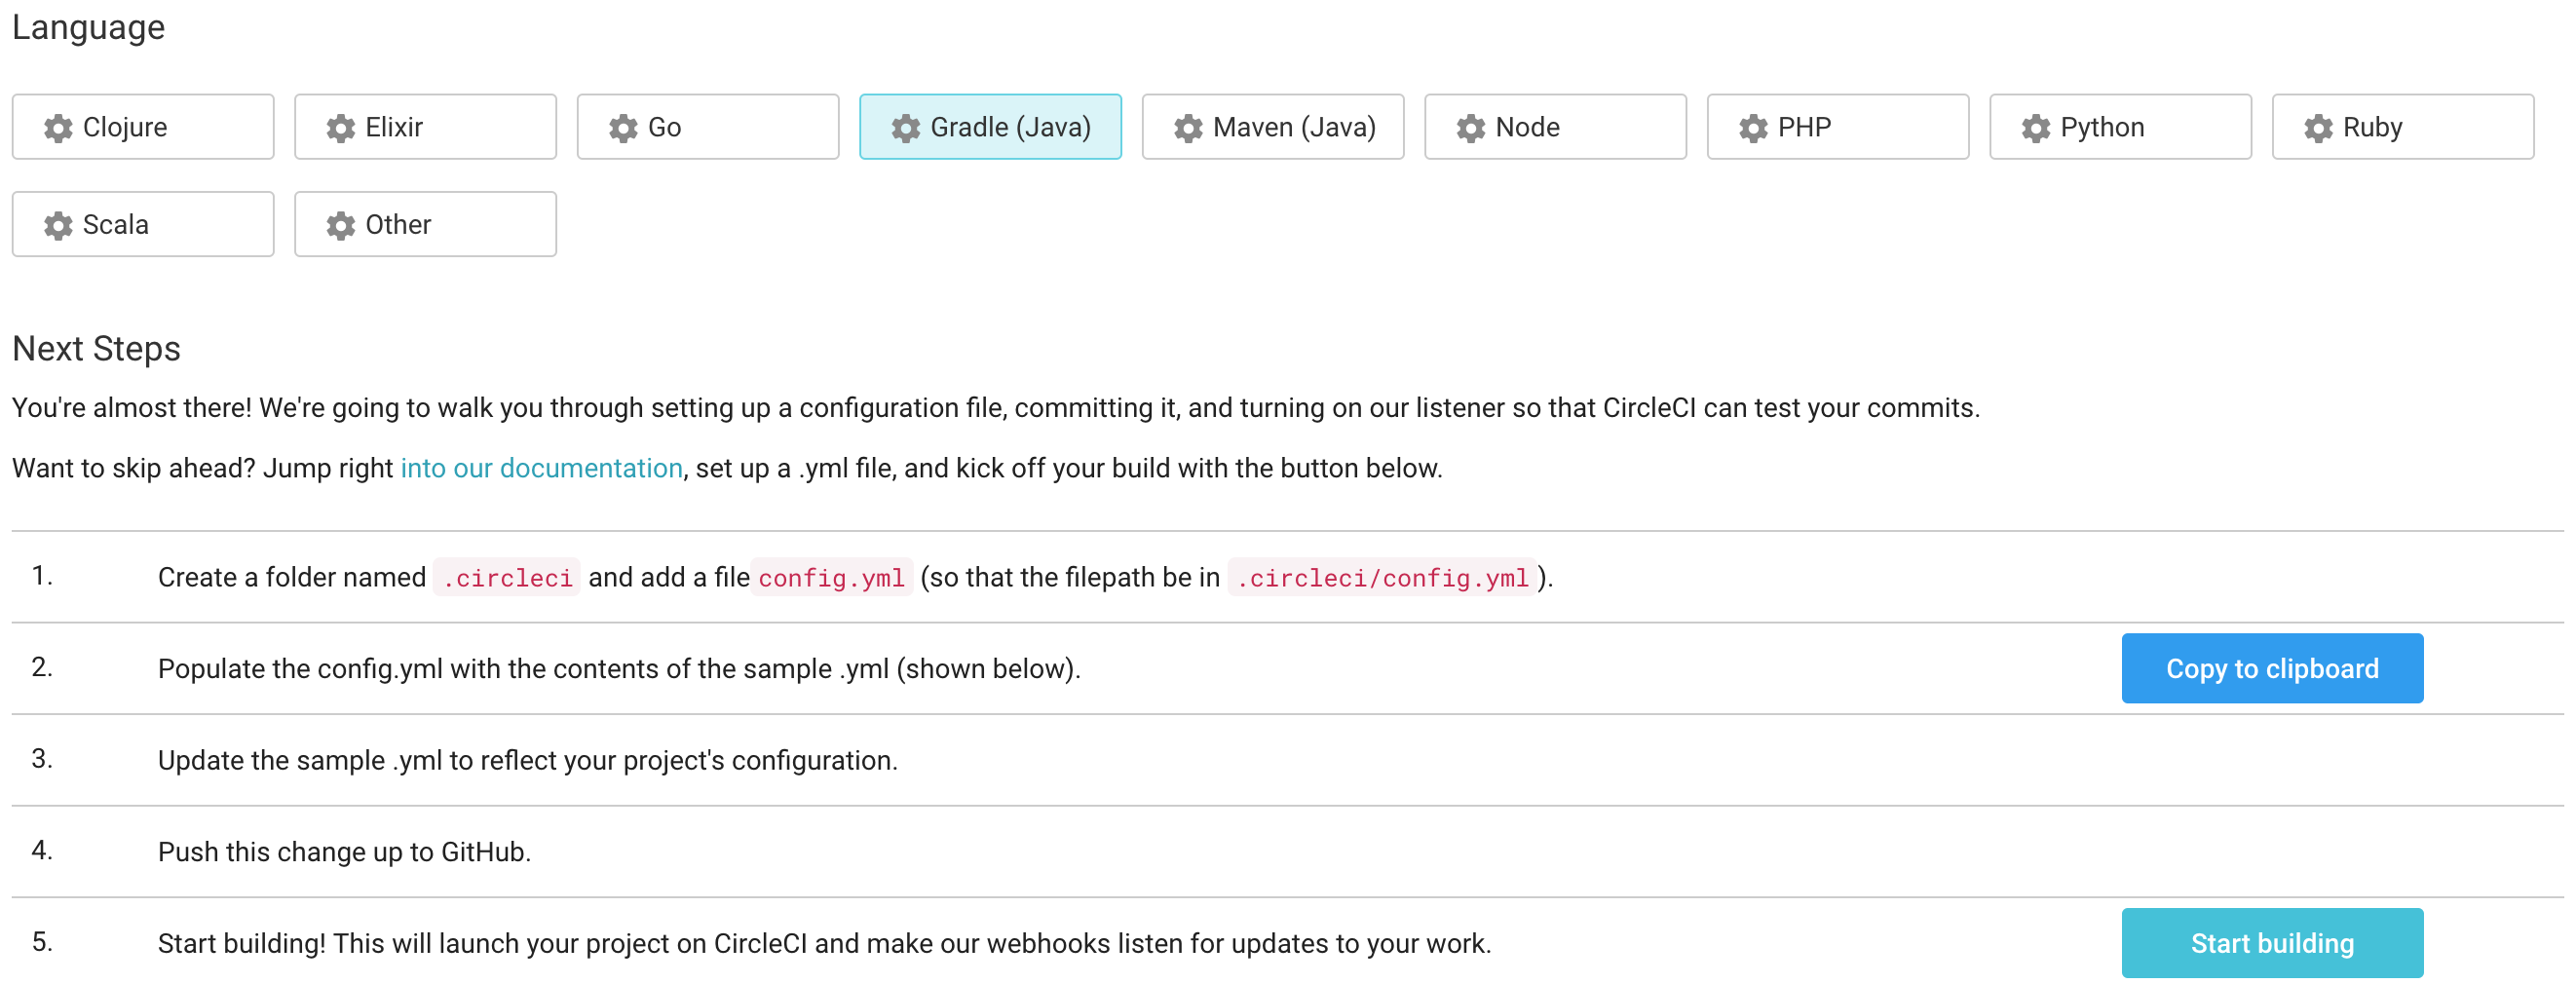 Language
Clojure
Elixir
Go
Gradle (Java)
Maven (Java)
Node
PHP
Python
Ruby
Scala
Other
Next Steps
You're almost there! We're going to walk you through setting up a configuration file, committing it, and turning on our listener so that CircleCI can test your commits.
Want to skip ahead? Jump right into our documentation, set up a .yml file, and kick off your build with the button below.
1. Create a folder named .circleci and add a file config.yml (so that the filepath be in .circleci/config.yml ).
2. Populate the config.yml with the contents of the sample .yml (shown below).
Copy to clipboard
3. Update the sample .yml to reflect your project's configuration.
4. Push this change up to GitHub.
5. Start building! This will launch your project on CircleCI and make our webhooks listen for updates to your work.
Start building